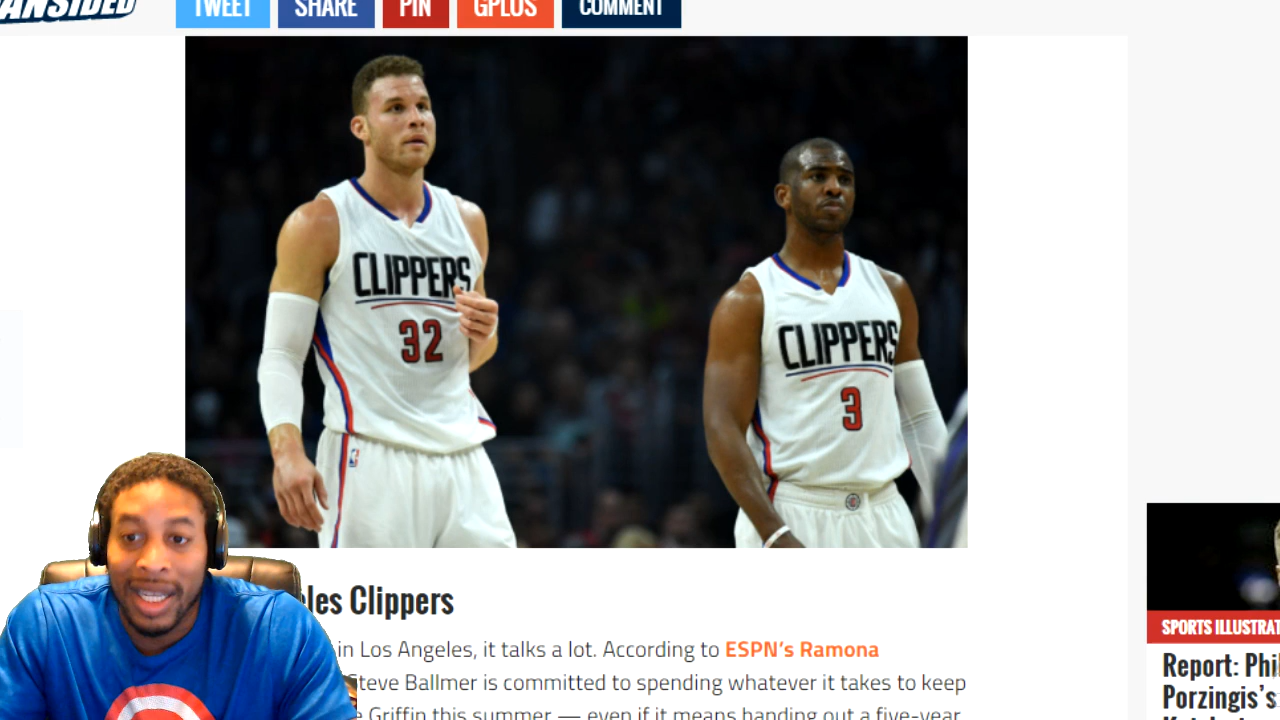 ANSIDED
TWEET
SHARE
PIN
GPLUS
COMMENT
CLIPPERS
32
CLIPPERS
3
les Clippers
in Los Angeles, it talks a lot. According to ESPN's Ramona
Steve Ballmer is committed to spending whatever it takes to keep
e Griffin this summer — even if it means handing out a five-year
SPORTS ILLUSTRAT
Report: Phi
Porzingis's